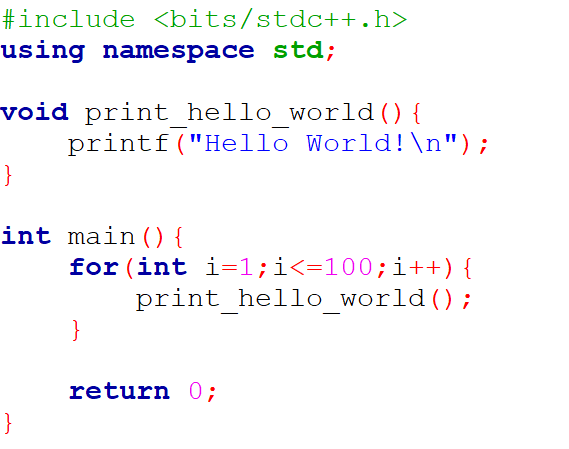 #include <bits/stdc++.h>
using namespace std;

void print_hello_world(){
    printf("Hello World!\n");
}

int main(){
    for(int i=1;i<=100;i++){
        print_hello_world();
    }

    return 0;
}